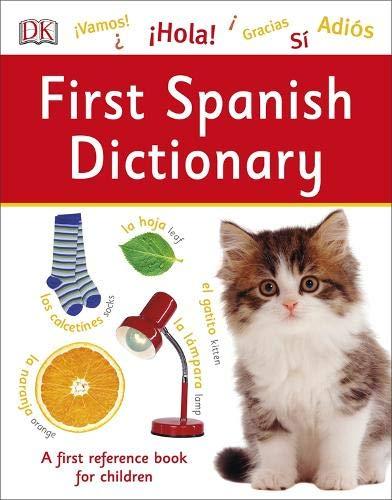 DK
¡Vamos!
¿
¡Hola!
¡
Gracias
Sí
Adiós
First Spanish
Dictionary
la hoja leaf
los calcetines socks
el gatito kitten
la lámpara lamp
la naranja orange
A first reference book
for children